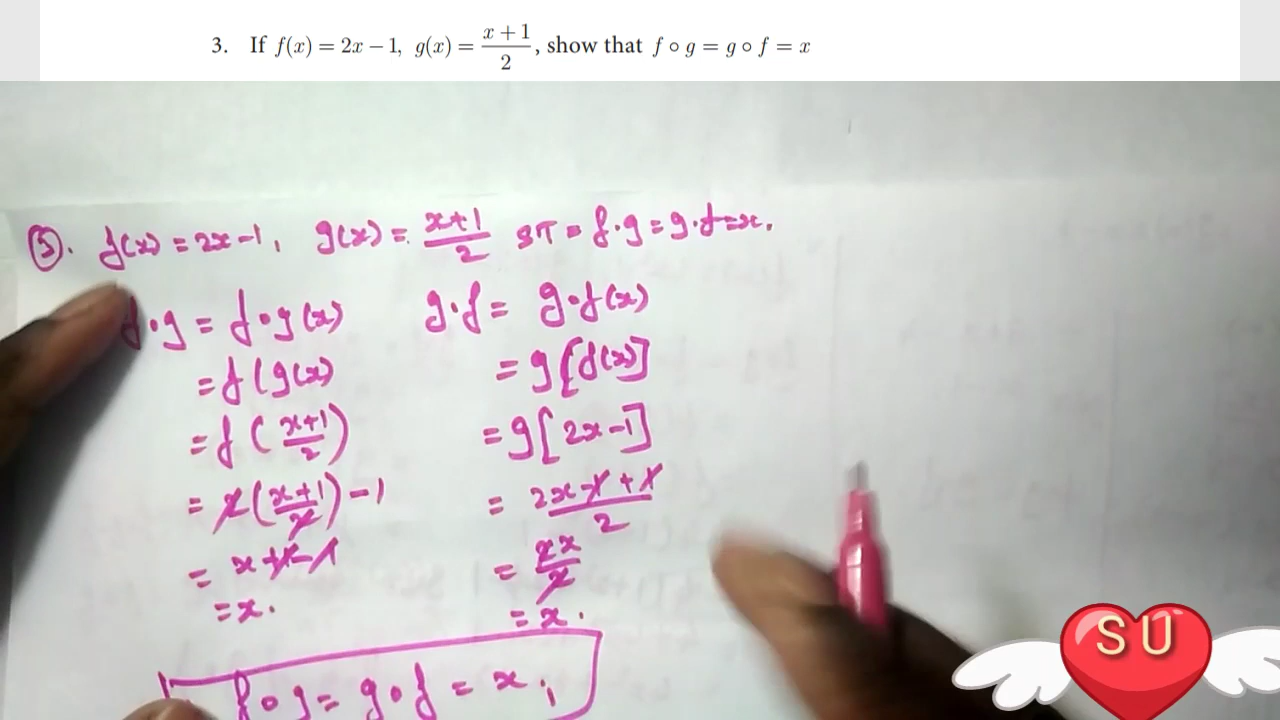 3. If f(x) = 2x − 1, g(x) = (x + 1)/2, show that f ∘ g = g ∘ f = x
③. f(x) = 2x−1, g(x) = (x+1)/2 ST = f·g = g·f = x.
f·g = f·g(x) g·f = g·f(x)
= f(g(x) = g[f(x)]
= f((x+1)/2) = g[2x−1]
= 2((x+1)/2) − 1 = (2x−1+1)/2
= x+1−1 = 2x/2
= x. = x.
f∘g = g∘f = x,
SU